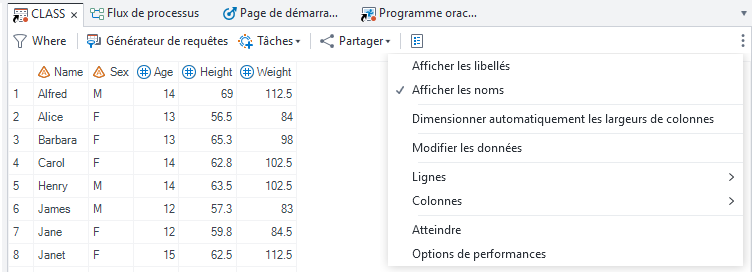 CLASS × Flux de processus Page de démarra... Programme orac...
Where Générateur de requêtes Tâches Partager
Name Sex Age Height Weight
1 Alfred M 14 69 112.5
2 Alice F 13 56.5 84
3 Barbara F 13 65.3 98
4 Carol F 14 62.8 102.5
5 Henry M 14 63.5 102.5
6 James M 12 57.3 83
7 Jane F 12 59.8 84.5
8 Janet F 15 62.5 112.5
Afficher les libellés
Afficher les noms
Dimensionner automatiquement les largeurs de colonnes
Modifier les données
Lignes
Colonnes
Atteindre
Options de performances